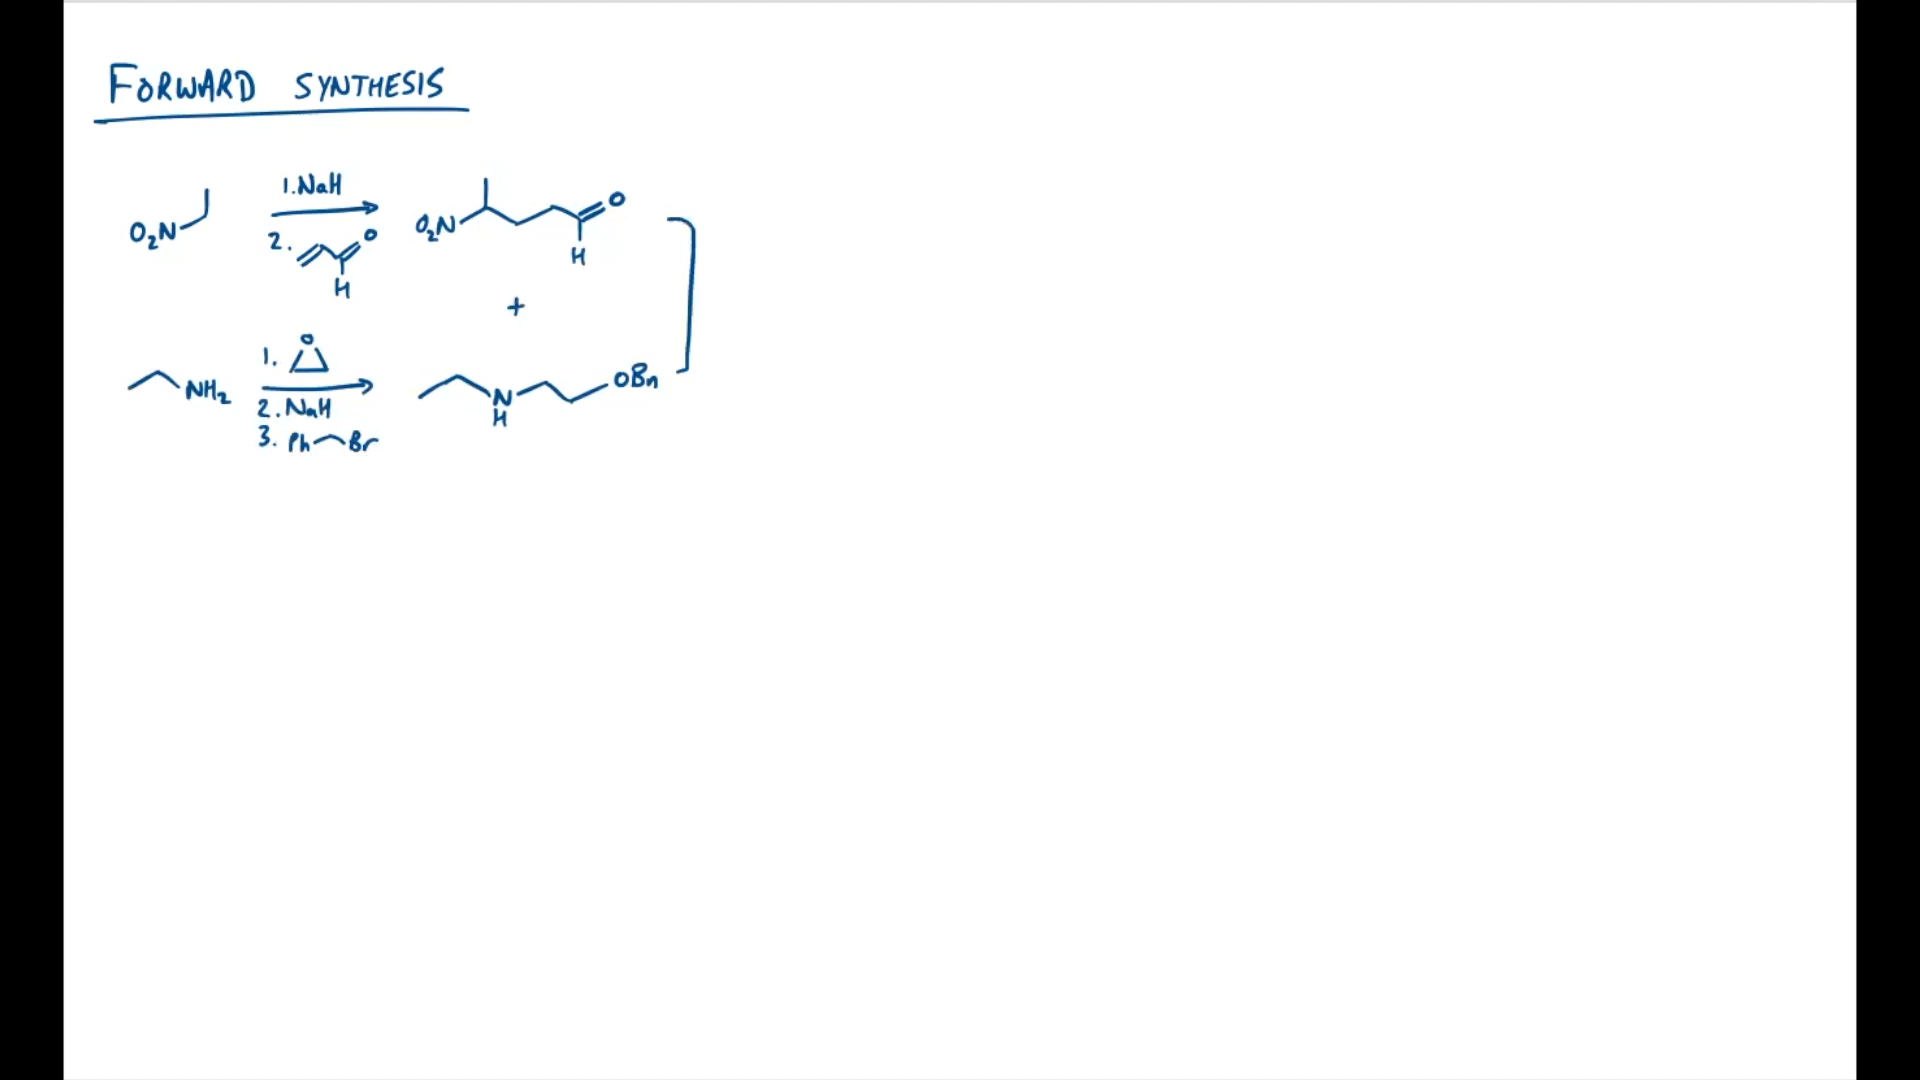 FORWARD SYNTHESIS
1. NaH
O₂N
2. O
H
O₂N O
H
+
1. O
NH₂
2. NaH
3. Ph Br
N
H
OBn